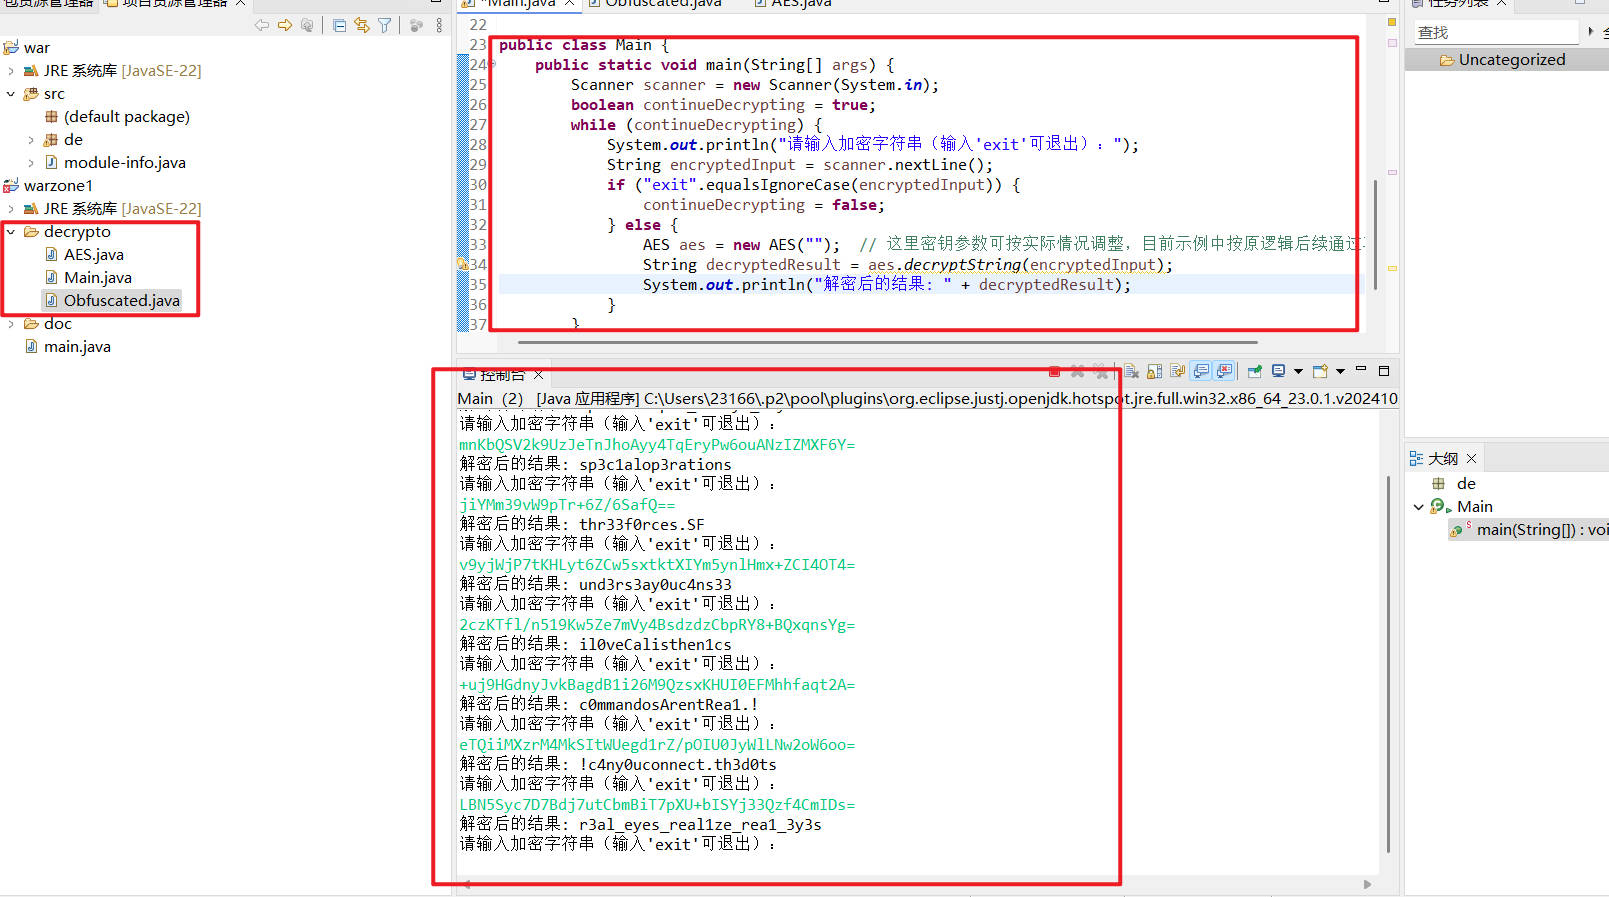 包资源管理器 项目资源管理器
war
JRE 系统库 [JavaSE-22]
src
(default package)
de
module-info.java
warzone1
JRE 系统库 [JavaSE-22]
decrypto
AES.java
Main.java
Obfuscated.java
doc
main.java
*Main.java Obfuscated.java AES.java
22
23 public class Main {
24 public static void main(String[] args) {
25 Scanner scanner = new Scanner(System.in);
26 boolean continueDecrypting = true;
27 while (continueDecrypting) {
28 System.out.println("请输入加密字符串（输入'exit'可退出）：");
29 String encryptedInput = scanner.nextLine();
30 if ("exit".equalsIgnoreCase(encryptedInput)) {
31 continueDecrypting = false;
32 } else {
33 AES aes = new AES(""); // 这里密钥参数可按实际情况调整，目前示例中按原逻辑后续通过
34 String decryptedResult = aes.decryptString(encryptedInput);
35 System.out.println("解密后的结果: " + decryptedResult);
36 }
37 }
控制台
Main（2） [Java 应用程序] C:\Users\23166\.p2\pool\plugins\org.eclipse.justj.openjdk.hotspot.jre.full.win32.x86_64_23.0.1.v202410
请输入加密字符串（输入'exit'可退出）：
mnKbQSV2k9UzJeTnJhoAyy4TqEryPw6ouANzIZMXF6Y=
解密后的结果: sp3c1alop3rations
请输入加密字符串（输入'exit'可退出）：
jiYMm39vW9pTr+6Z/6SafQ==
解密后的结果: thr33f0rces.SF
请输入加密字符串（输入'exit'可退出）：
v9yjWjP7tKHLyt6ZCw5sxtktXIYm5ynlHmx+ZCI4OT4=
解密后的结果: und3rs3ay0uc4ns33
请输入加密字符串（输入'exit'可退出）：
2czKTfl/n519Kw5Ze7mVy4BsdzdzCbpRY8+BQxqnsYg=
解密后的结果: il0veCalisthen1cs
请输入加密字符串（输入'exit'可退出）：
+uj9HGdnyJvkBagdB1i26M9QzsxKHUI0EFMhhfaqt2A=
解密后的结果: c0mmandosArentRea1.!
请输入加密字符串（输入'exit'可退出）：
eTQiiMXzrM4MkSItWUegd1rZ/pOIU0JyWlLNw2oW6oo=
解密后的结果: !c4ny0uconnect.th3d0ts
请输入加密字符串（输入'exit'可退出）：
LBN5Syc7D7Bdj7utCbmBiT7pXU+bISYj33Qzf4CmIDs=
解密后的结果: r3al_eyes_real1ze_rea1_3y3s
请输入加密字符串（输入'exit'可退出）：
任务列表
查找
Uncategorized
大纲
de
Main
main(String[]) : voi